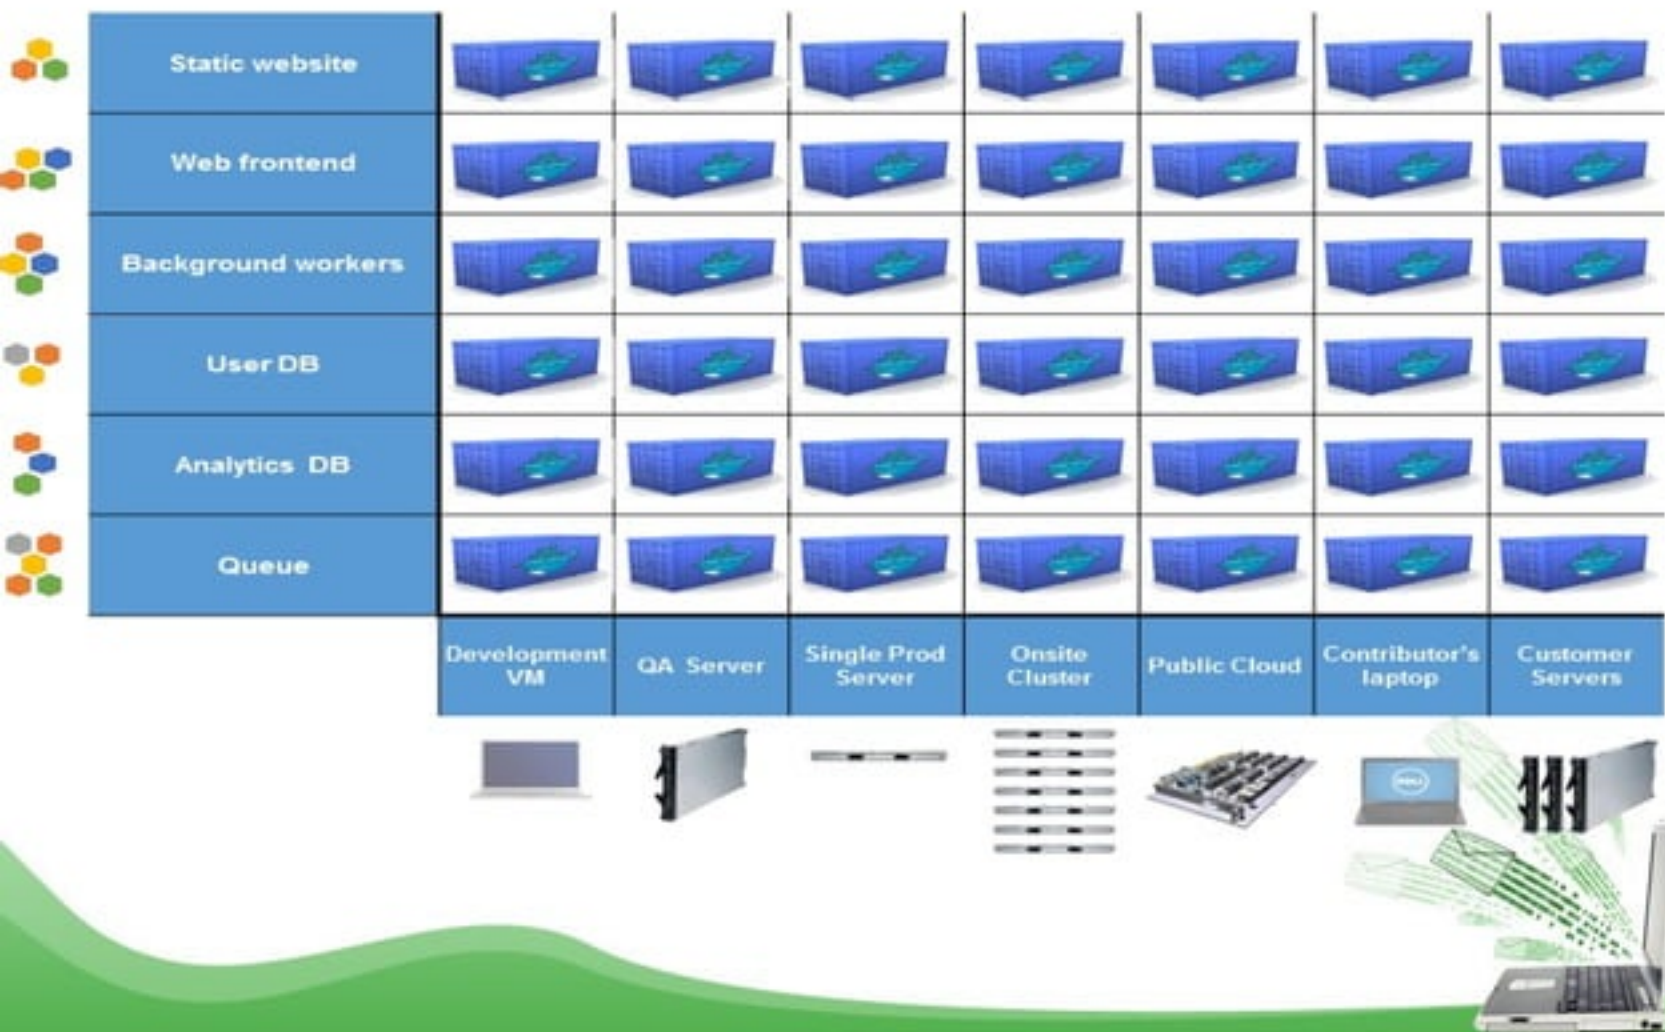 Static website
Web frontend
Background workers
User DB
Analytics DB
Queue
Development
VM
QA Server
Single Prod
Server
Onsite
Cluster
Public Cloud
Contributor's
laptop
Customer
Servers
DELL